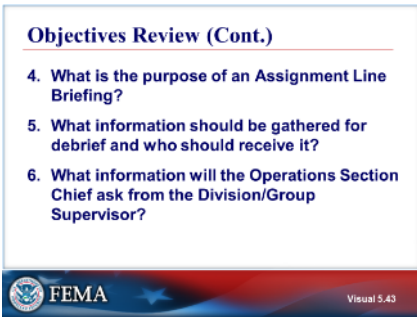 Objectives Review (Cont.)
4. What is the purpose of an Assignment Line
Briefing?
5. What information should be gathered for
debrief and who should receive it?
6. What information will the Operations Section
Chief ask from the Division/Group
Supervisor?
FEMA
Visual 5.43